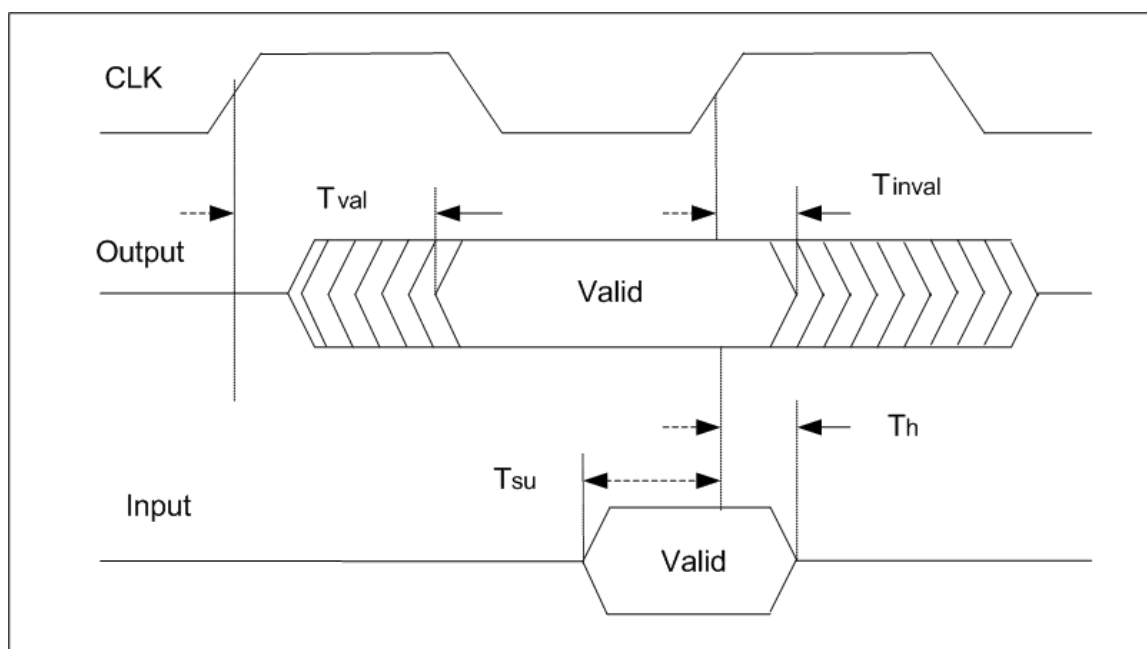 CLK
Tval
Tinval
Output
Valid
Th
Tsu
Input
Valid